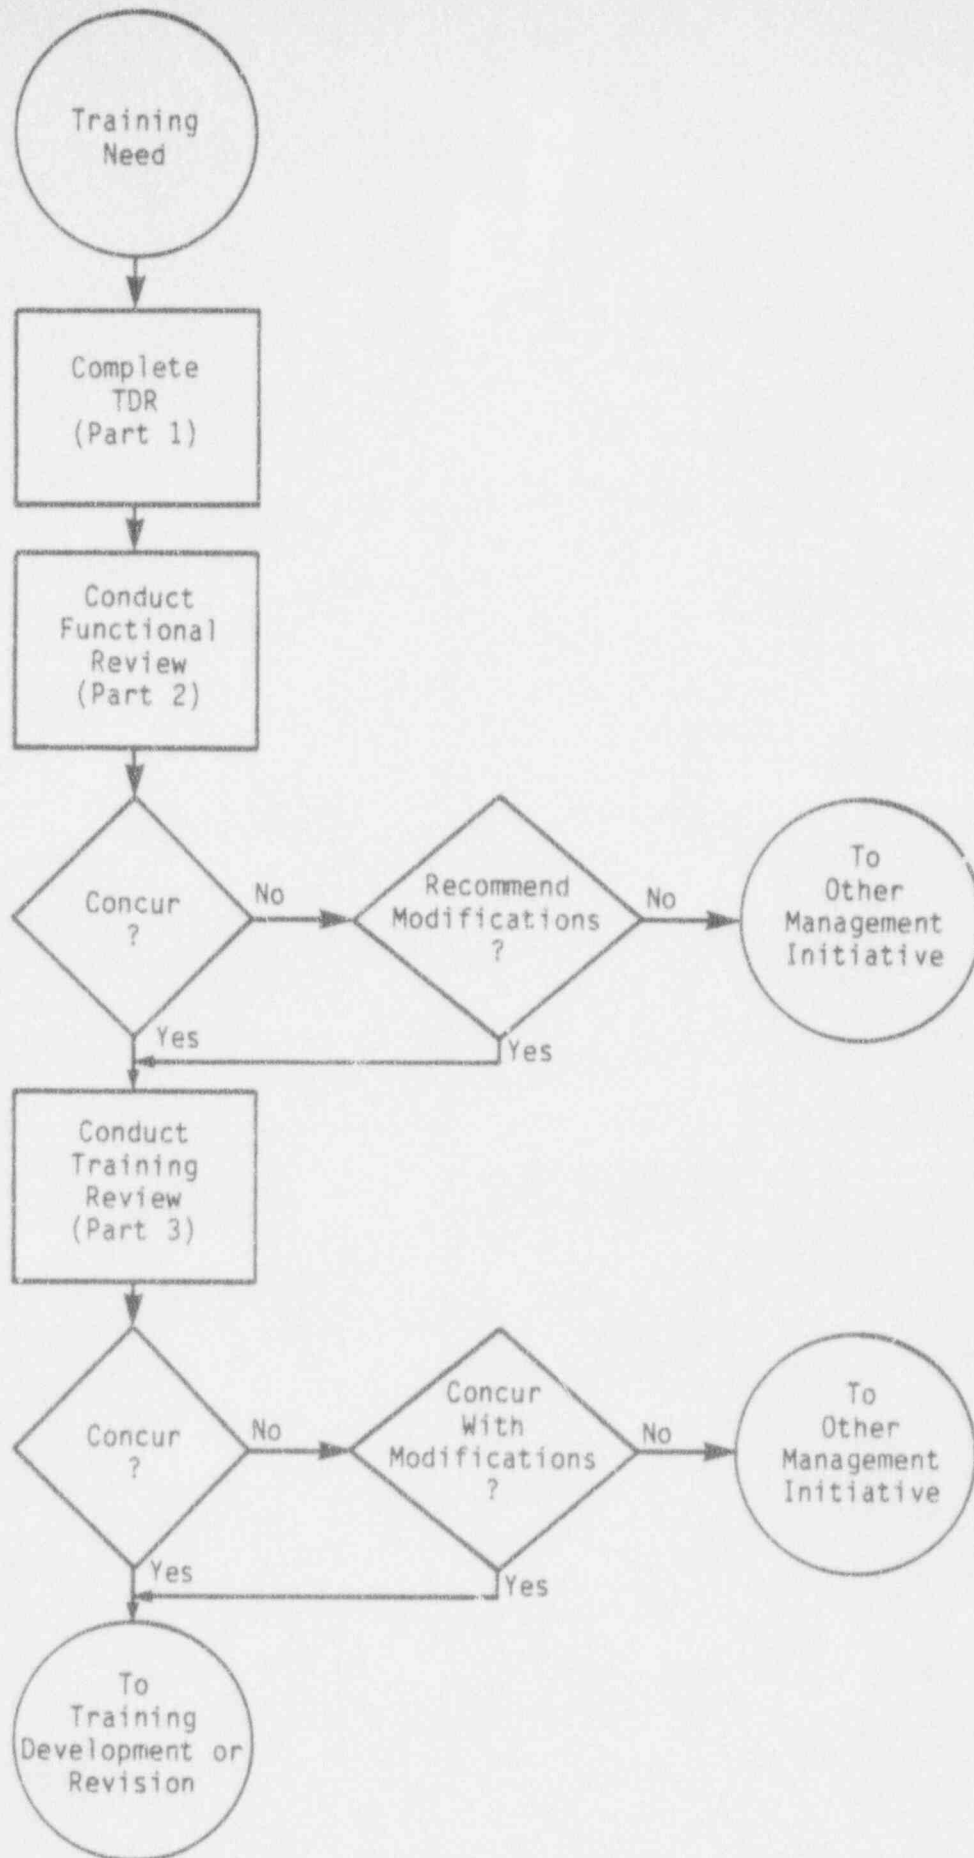 Training
Need
Complete
TDR
(Part 1)
Conduct
Functional
Review
(Part 2)
Concur
?
No
Recommend
Modifications
?
No
To
Other
Management
Initiative
Yes
Yes
Conduct
Training
Review
(Part 3)
Concur
?
No
Concur
With
Modifications
?
No
To
Other
Management
Initiative
Yes
Yes
To
Training
Development or
Revision